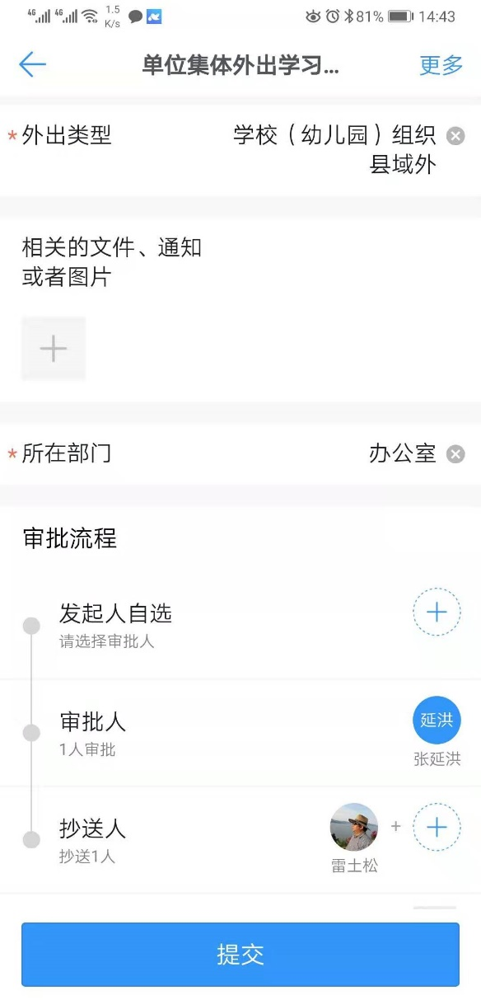 4G 4G 1.5 K/s 81% 14:43
单位集体外出学习... 更多
*外出类型 学校（幼儿园）组织
县域外
相关的文件、通知
或者图片
*所在部门 办公室
审批流程
发起人自选
请选择审批人
审批人 延洪
1人审批 张延洪
抄送人 +
抄送1人 雷土松
提交